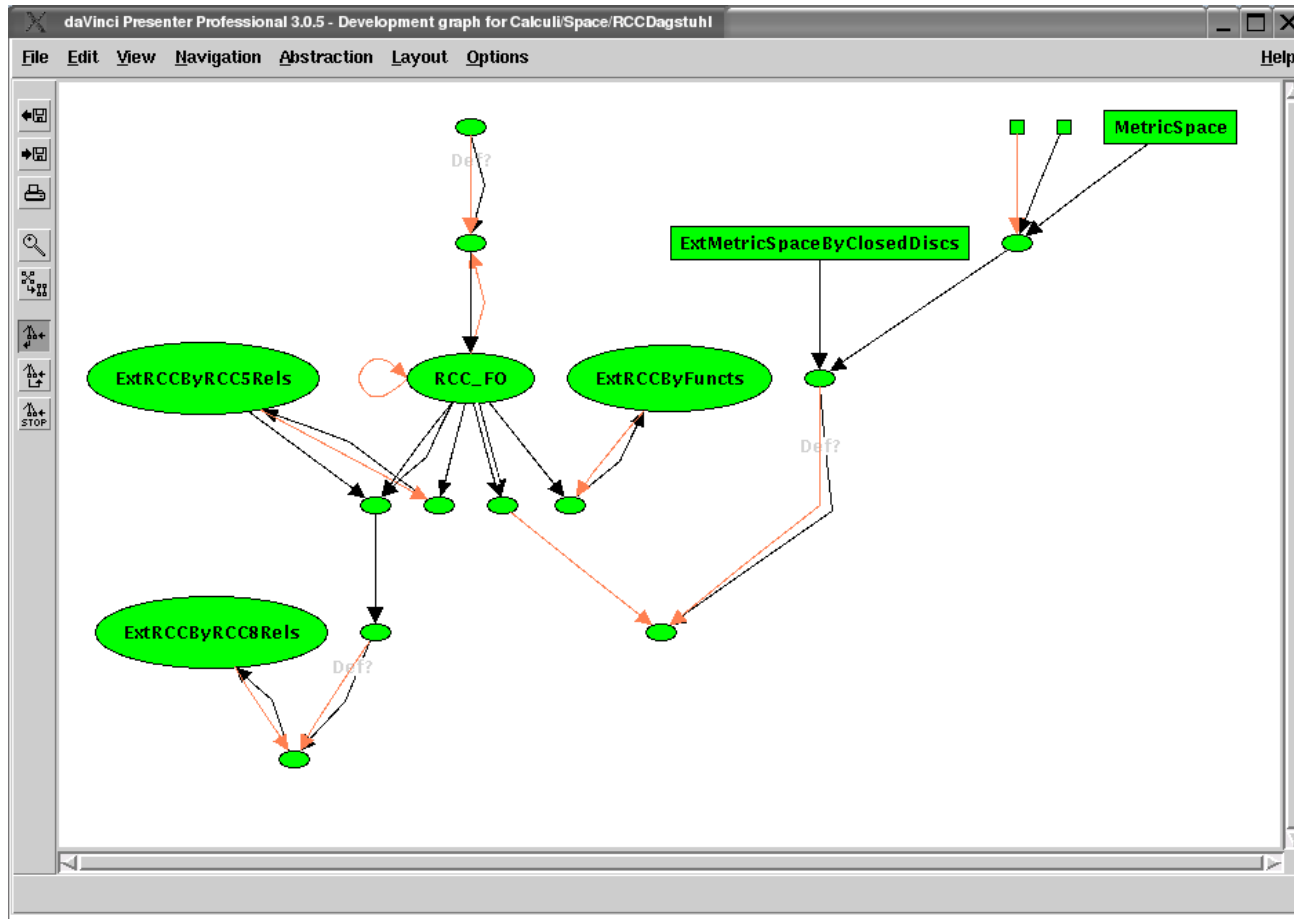 daVinci Presenter Professional 3.0.5 - Development graph for Calculi/Space/RCCDagstuhl
File Edit View Navigation Abstraction Layout Options Help
MetricSpace
Def?
ExtMetricSpaceByClosedDiscs
ExtRCCByRCC5Rels RCC_FO ExtRCCByFuncts
Def?
ExtRCCByRCC8Rels
Def?
STOP